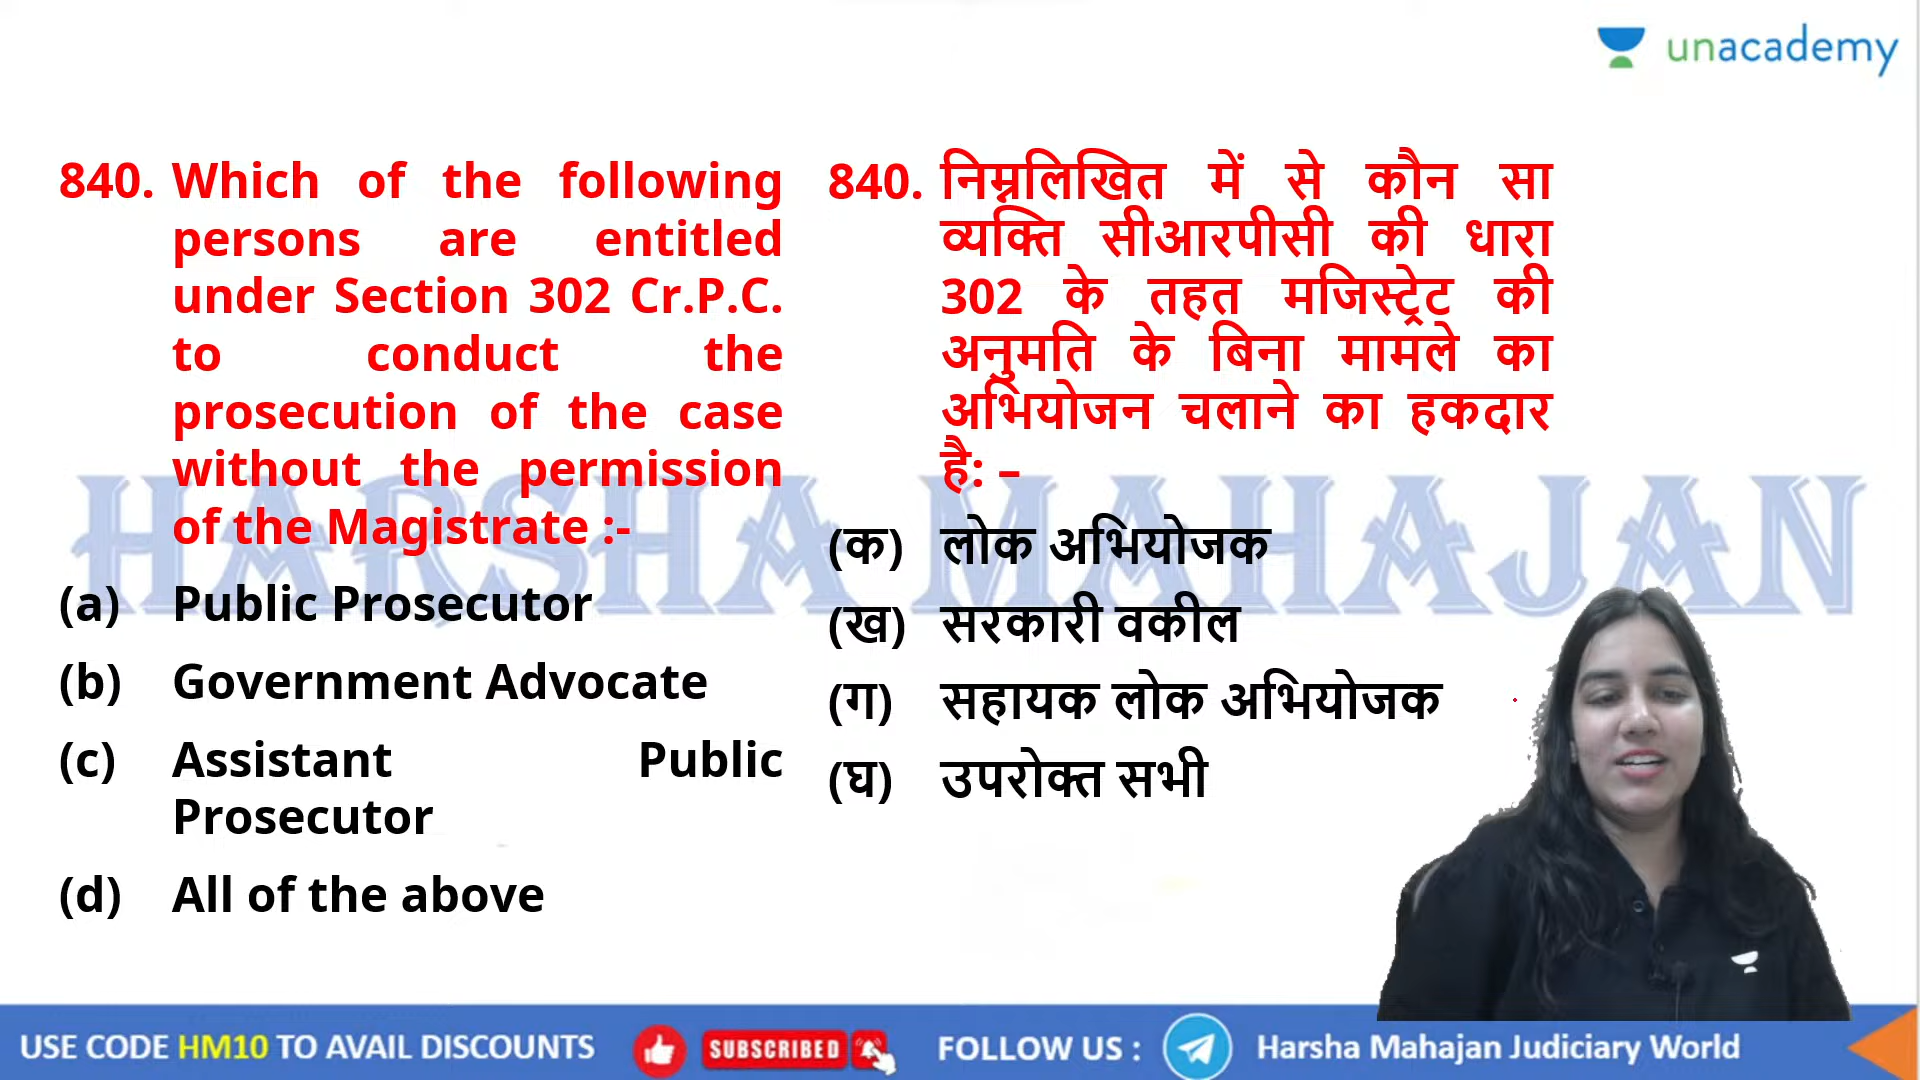 unacademy
840. Which of the following
persons are entitled
under Section 302 Cr.P.C.
to conduct the
prosecution of the case
without the permission
of the Magistrate :-
(a) Public Prosecutor
(b) Government Advocate
(c) Assistant Public
Prosecutor
(d) All of the above
840. निम्नलिखित में से कौन सा
व्यक्ति सीआरपीसी की धारा
302 के तहत मजिस्ट्रेट की
अनुमति के बिना मामले का
अभियोजन चलाने का हकदार
है: –
(क) लोक अभियोजक
(ख) सरकारी वकील
(ग) सहायक लोक अभियोजक
(घ) उपरोक्त सभी
HARSHA MAHAJAN
USE CODE HM10 TO AVAIL DISCOUNTS
SUBSCRIBED
FOLLOW US :
Harsha Mahajan Judiciary World